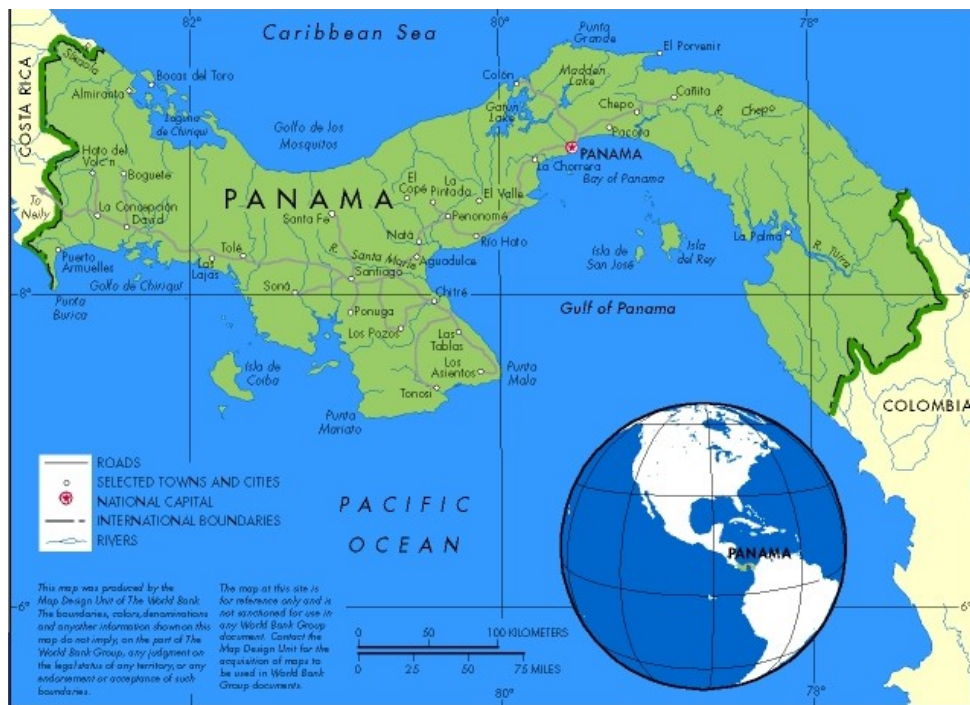 82°
80°
78°
Caribbean Sea
Punta
Grande
El Porvenir
COSTA RICA
R.
Sixaola
Bocas del Toro
Almirante
Laguna
de Chiriqui
Golfo de los
Mosquitos
Colón
Madden
Lake
Gatun
Lake
Chepo
Cañita
R. Chepo
Pacora
PANAMA
La Chorrera
Bay of Panama
Hato del
Volc'n
Boguete
PANAMA
El
Copé
La
Pintada
El Valle
To
Neily
La Concepción
David
Santa Fe
Penonomé
Natá
Río Hato
R.
Santa Maria
Aguadulce
Isla de
San José
Isla
del Rey
La Palma
R. Tuira
Puerto
Armuelles
Las
Lajas
Tolé
Santiago
Golfo de Chiriqui
Soná
Chitré
8°
Punta
Burica
Gulf of Panama
Ponuga
Los Pozos
Las
Tablas
Isla de
Coiba
Los
Asientos
Punta
Mala
Tonosi
Punta
Mariato
COLOMBIA
ROADS
SELECTED TOWNS AND CITIES
NATIONAL CAPITAL
INTERNATIONAL BOUNDARIES
RIVERS
PACIFIC
OCEAN
PANAMA
This map was produced by the
Map Design Unit of The World Bank.
The boundaries, colors, denominations
and anyother information shown on
this map do not imply, on the part of The
World Bank Group, any judgment on
the legal status of any territory, or any
endorsement or acceptance of such
boundaries.
The map at this site is
for reference only and is
not sanctioned for use in
any World Bank Group
document. Contact the
Map Design Unit for the
acquisition of maps to
be used in World Bank
Group documents.
6°
0 50 100 KILOMETERS
0 25 50 75 MILES
80°
78°